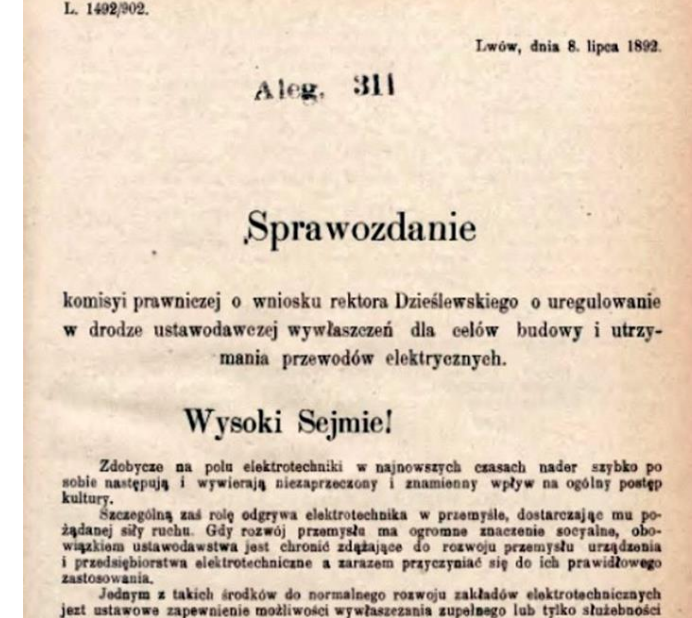 L. 1492/902.
Lwów, dnia 8. lipca 1892.
Aleg. 311
Sprawozdanie
komisyi prawniczej o wniosku rektora Dzieślewskiego o uregulowanie
w drodze ustawodawczej wywłaszczeń dla celów budowy i utrzy-
mania przewodów elektrycznych.
Wysoki Sejmie!
Zdobycze na polu elektrotechniki w najnowszych czasach nader szybko po
sobie następują i wywierają niezaprzeczony i znamienny wpływ na ogólny postęp
kultury.
Szczególną zaś rolę odgrywa elektrotechnika w przemyśle, dostarczając mu po-
żądanej siły ruchu. Gdy rozwój przemysłu ma ogromne znaczenie socyalne, obo-
wiązkiem ustawodawstwa jest chronić zdążające do rozwoju przemysłu urządzenia
i przedsiębiorstwa elektrotechniczne a zarazem przyczyniać się do ich prawidłowego
zastosowania.
Jednym z takich środków do normalnego rozwoju zakładów elektrotechnicznych
jest ustawowe zapewnienie możliwości wywłaszczania zupełnego lub tylko służebności